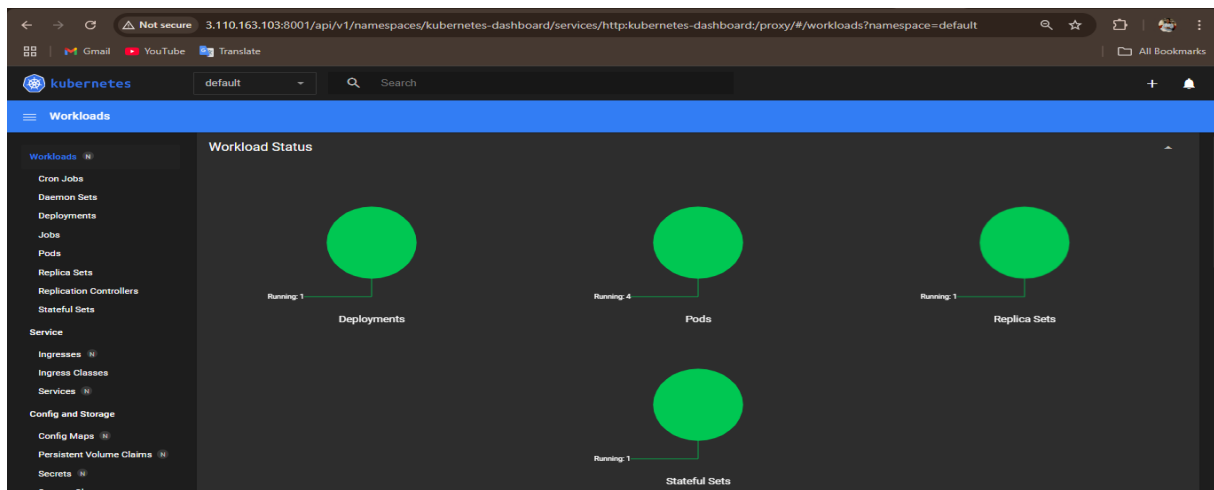 Not secure 3.110.163.103:8001/api/v1/namespaces/kubernetes-dashboard/services/http:kubernetes-dashboard:/proxy/#/workloads?namespace=default
Gmail YouTube Translate All Bookmarks
kubernetes default Search
Workloads
Workloads N
Cron Jobs
Daemon Sets
Deployments
Jobs
Pods
Replica Sets
Replication Controllers
Stateful Sets
Service
Ingresses N
Ingress Classes
Services N
Config and Storage
Config Maps N
Persistent Volume Claims N
Secrets N
Workload Status
Running: 1
Deployments
Running: 4
Pods
Running: 1
Replica Sets
Running: 1
Stateful Sets